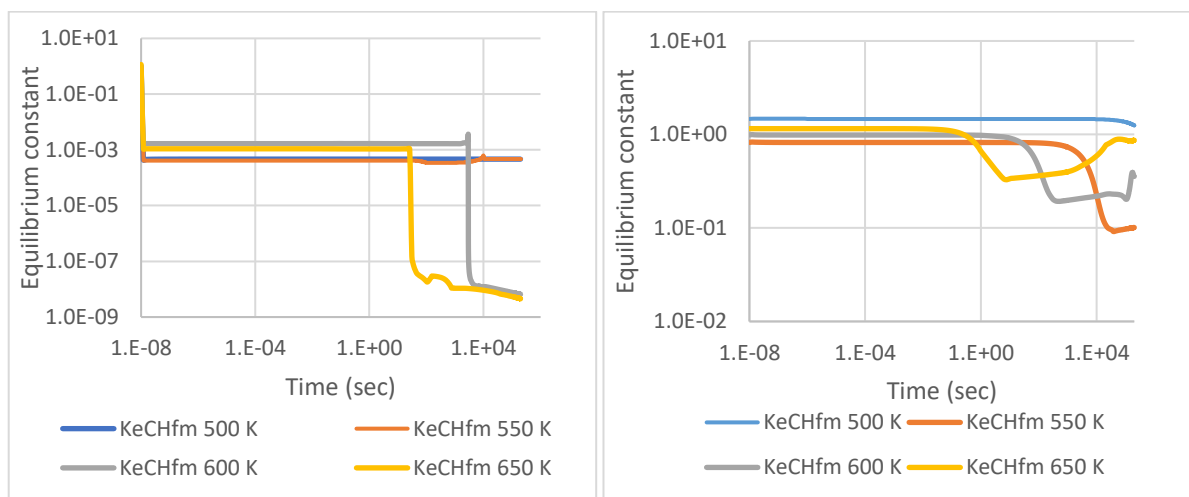 1.0E+01
1.0E-01
1.0E-03
1.0E-05
1.0E-07
1.0E-09
Equilibrium constant
1.E-08 1.E-04 1.E+00 1.E+04
Time (sec)
KeCHfm 500 K KeCHfm 550 K
KeCHfm 600 K KeCHfm 650 K
1.0E+01
1.0E+00
1.0E-01
1.0E-02
Equilibrium constant
1.E-08 1.E-04 1.E+00 1.E+04
Time (sec)
KeCHfm 500 K KeCHfm 550 K
KeCHfm 600 K KeCHfm 650 K